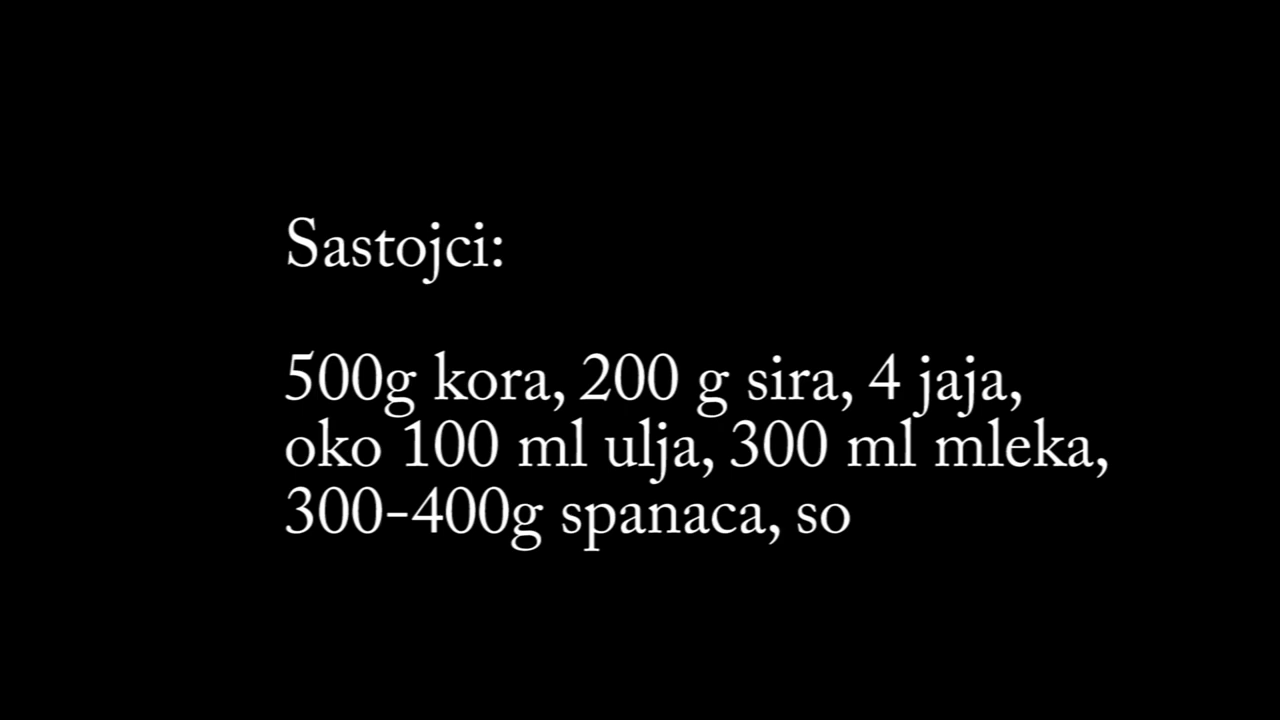 Sastojci:
500g kora, 200 g sira, 4 jaja,
oko 100 ml ulja, 300 ml mleka,
300-400g spanaca, so